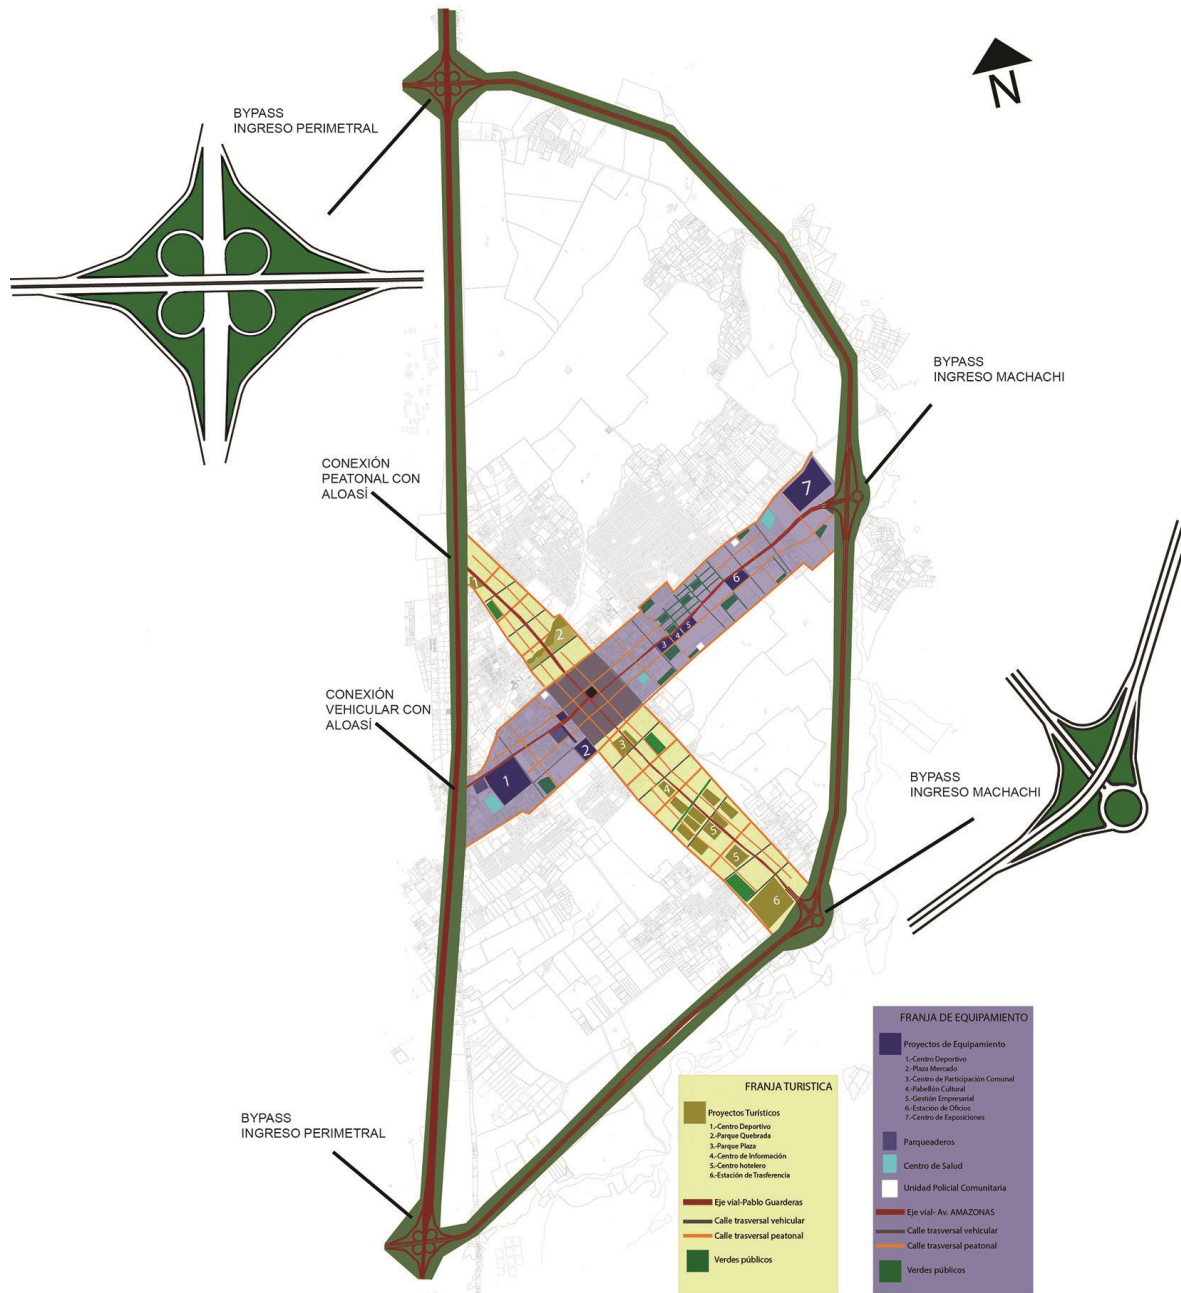 N
BYPASS
INGRESO PERIMETRAL
BYPASS
INGRESO MACHACHI
CONEXIÓN
PEATONAL CON
ALOASÍ
7
6
5
4
3
1
2
CONEXIÓN
VEHICULAR CON
ALOASÍ
1
2
3
4
5
5
6
BYPASS
INGRESO MACHACHI
BYPASS
INGRESO PERIMETRAL
FRANJA TURISTICA
Proyectos Turísticos
1.-Centro Deportivo
2.-Parque Quebrada
3.-Parque Plaza
4.-Centro de Información
5.-Centro hotelero
6.-Estación de Trasferencia
Eje vial-Pablo Guarderas
Calle trasversal vehicular
Calle trasversal peatonal
Verdes públicos
FRANJA DE EQUIPAMIENTO
Proyectos de Equipamiento
1.-Centro Deportivo
2.-Plaza Mercado
3.-Centro de Participación Comunal
4.-Pabellón Cultural
5.-Gestión Empresarial
6.-Estación de Oficios
7.-Centro de Exposiciones
Parqueaderos
Centro de Salud
Unidad Policial Comunitaria
Eje vial- Av. AMAZONAS
Calle trasversal vehicular
Calle trasversal peatonal
Verdes públicos